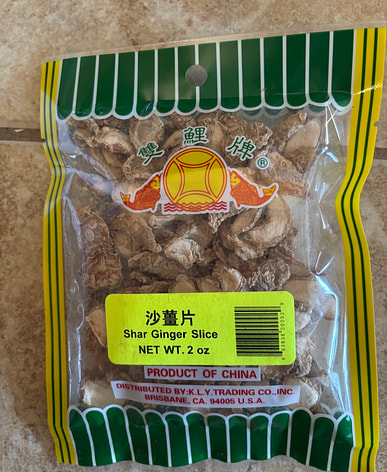 雙鯉牌®
沙薑片
Shar Ginger Slice
NET WT. 2 oz
PRODUCT OF CHINA
DISTRIBUTED BY:K.L.Y.TRADING CO.,INC.
BRISBANE, CA. 94005 U.S.A.